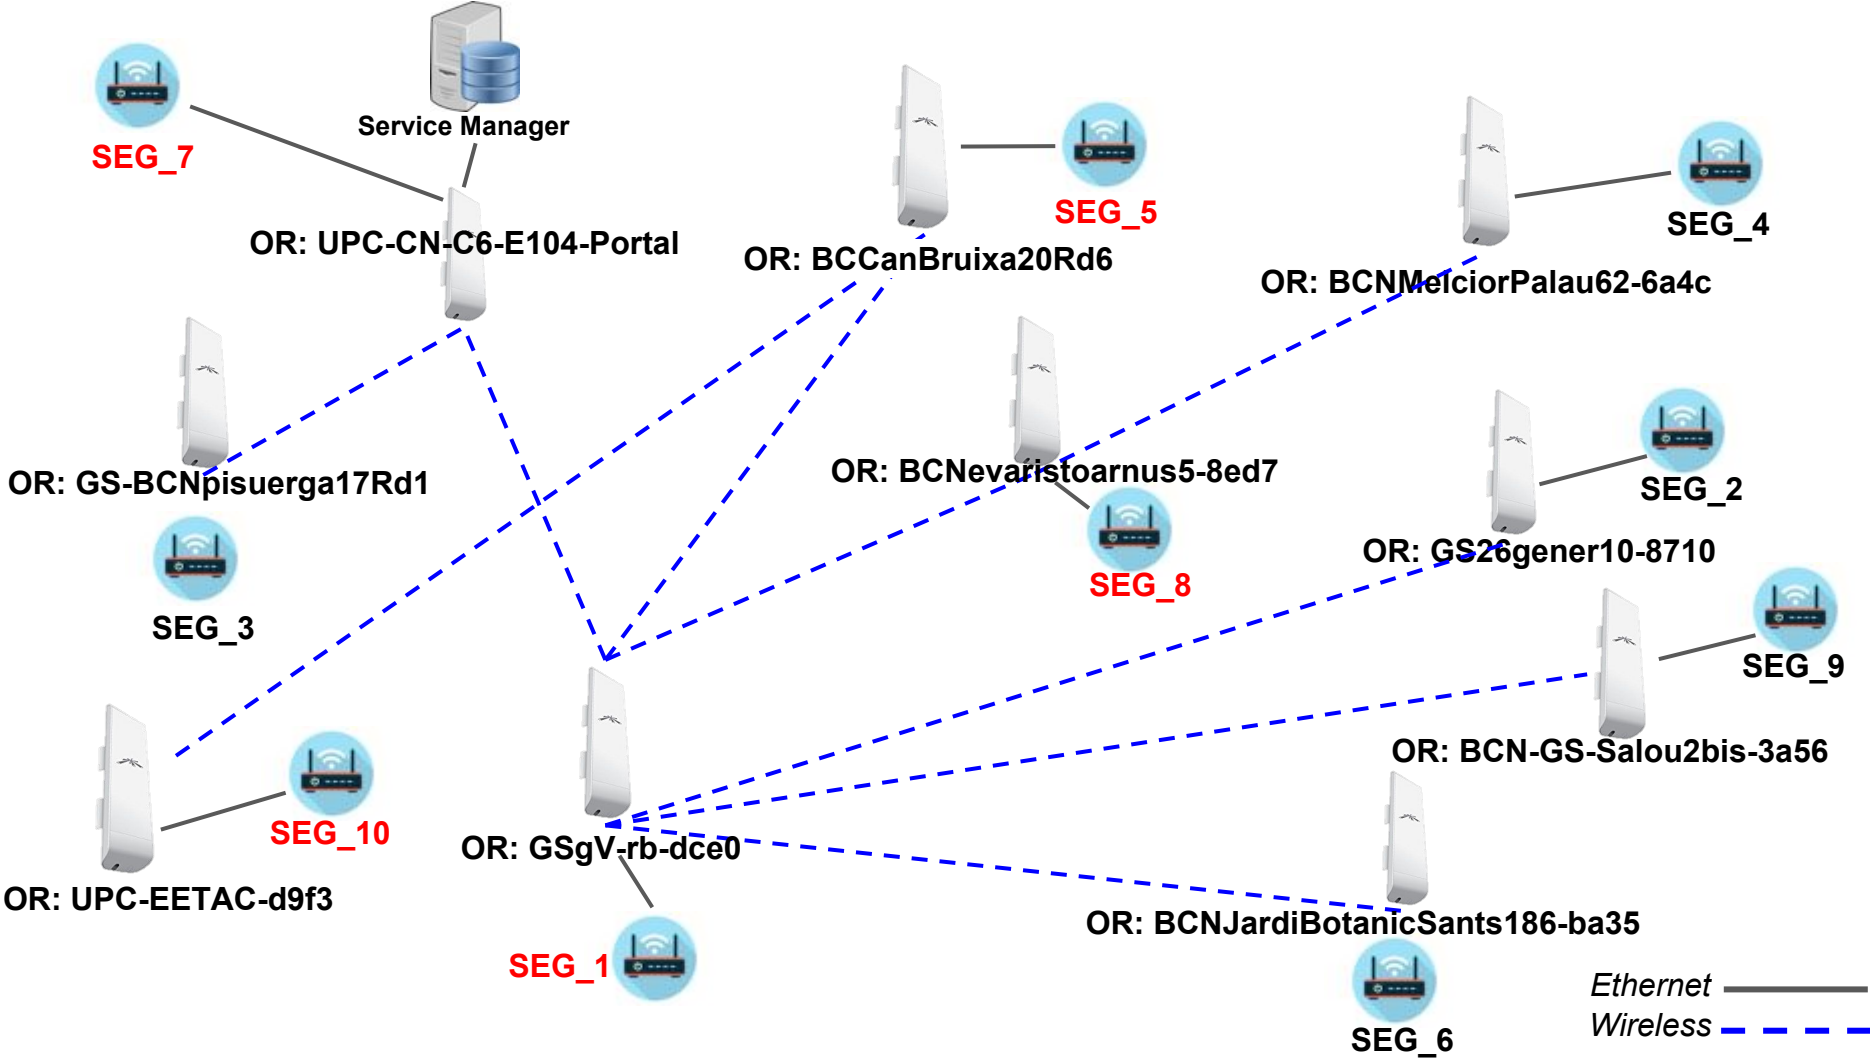 Service Manager
SEG_7
SEG_5
SEG_4
OR: UPC-CN-C6-E104-Portal
OR: BCCanBruixa20Rd6
OR: BCNMelciorPalau62-6a4c
OR: GS-BCNpisuerga17Rd1
OR: BCNevaristoarnus5-8ed7
SEG_2
OR: GS26gener10-8710
SEG_8
SEG_3
SEG_9
OR: BCN-GS-Salou2bis-3a56
SEG_10
OR: GSgV-rb-dce0
OR: UPC-EETAC-d9f3
OR: BCNJardiBotanicSants186-ba35
SEG_1
Ethernet
Wireless
SEG_6